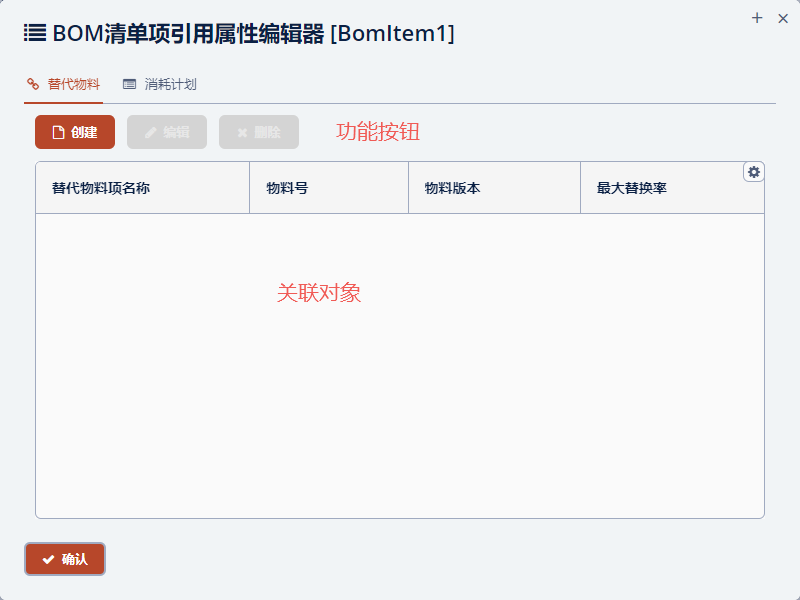 BOM清单项引用属性编辑器 [BomItem1]
替代物料 消耗计划
创建 编辑 删除 功能按钮
替代物料项名称 物料号 物料版本 最大替换率
关联对象
确认